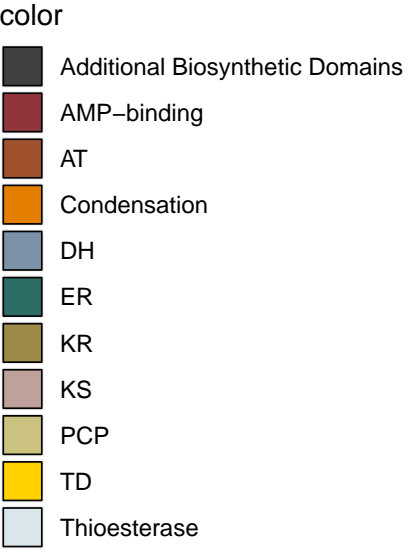 color
Additional Biosynthetic Domains
AMP−binding
AT
Condensation
DH
ER
KR
KS
PCP
TD
Thioesterase